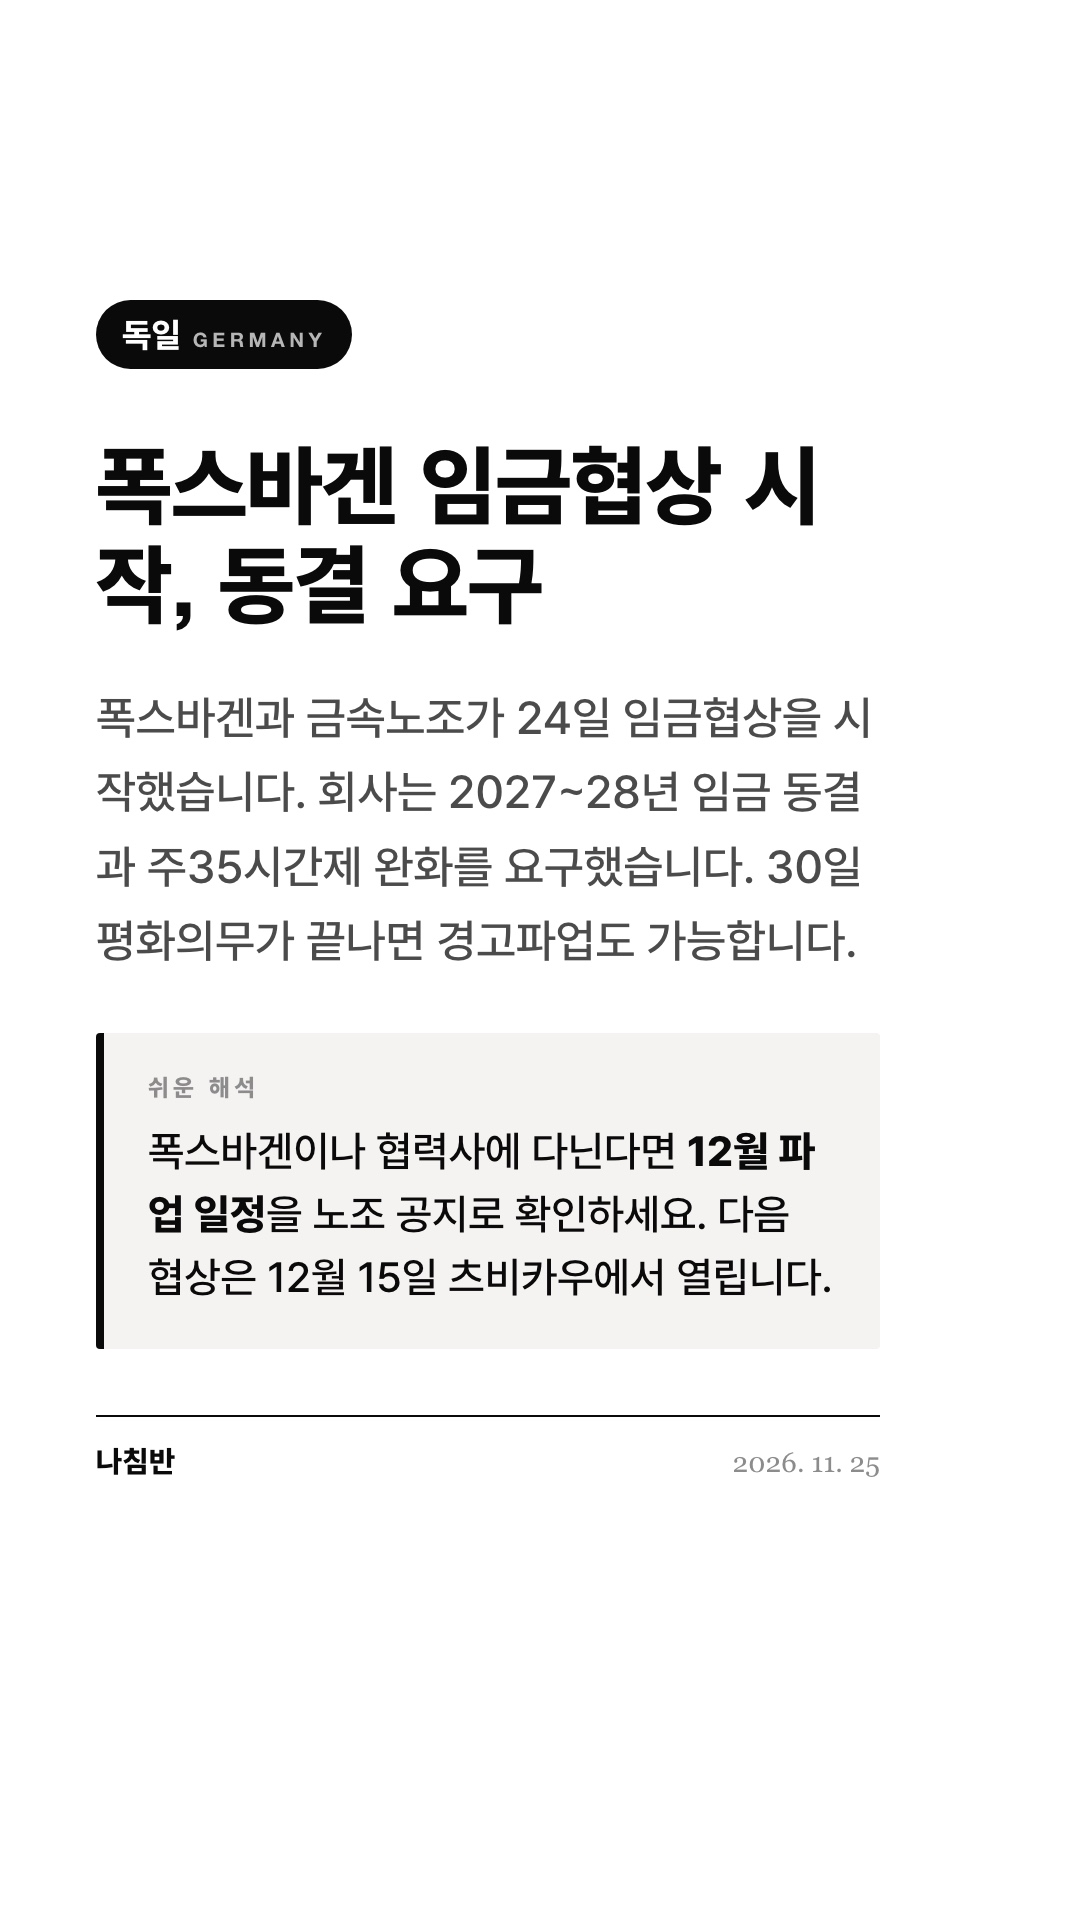 독일 GERMANY
폭스바겐 임금협상 시
작, 동결 요구
폭스바겐과 금속노조가 24일 임금협상을 시
작했습니다. 회사는 2027~28년 임금 동결
과 주35시간제 완화를 요구했습니다. 30일
평화의무가 끝나면 경고파업도 가능합니다.
쉬운 해석
폭스바겐이나 협력사에 다닌다면 12월 파
업 일정을 노조 공지로 확인하세요. 다음
협상은 12월 15일 츠비카우에서 열립니다.
나침반
2026. 11. 25